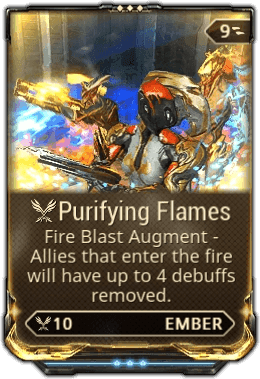 9
Purifying Flames
Fire Blast Augment -
Allies that enter the fire
will have up to 4 debuffs
removed.
10 EMBER